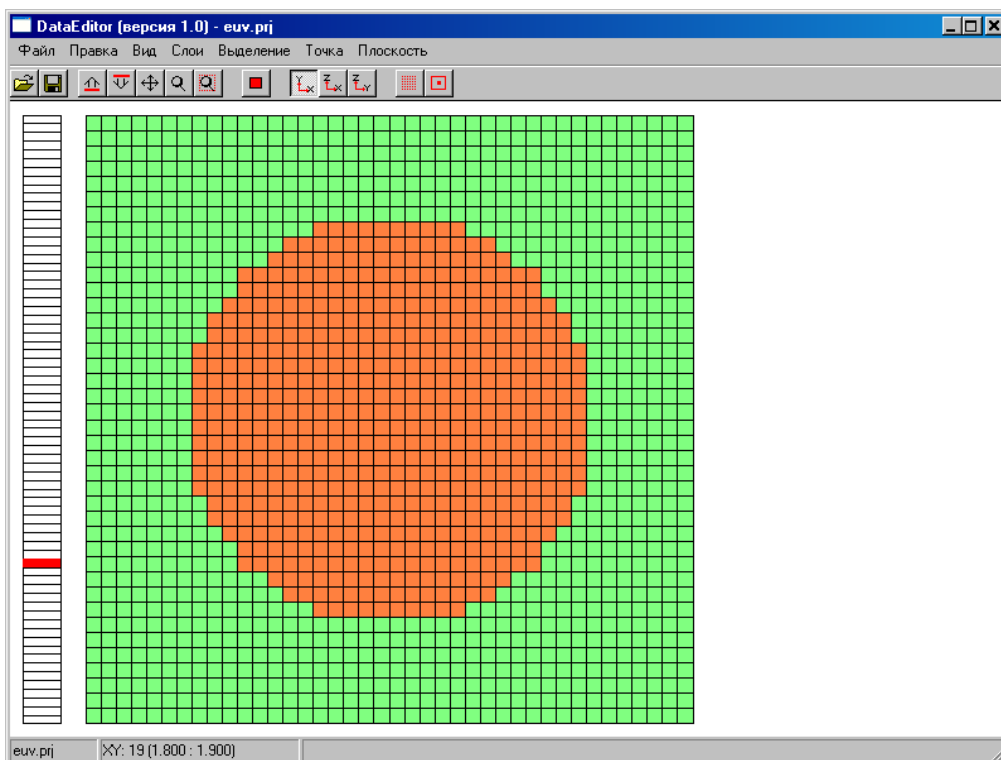 DataEditor (версия 1.0) - euv.prj
Файл Правка Вид Слои Выделение Точка Плоскость
Y X Z X Z Y
euv.prj XY: 19 (1.800 : 1.900)